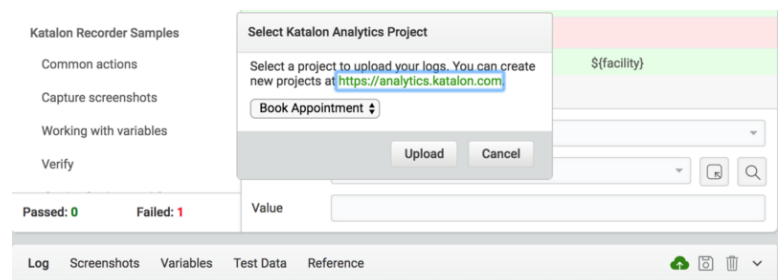 Katalon Recorder Samples
Common actions
Capture screenshots
Working with variables
Verify
Passed: 0 Failed: 1
Select Katalon Analytics Project
Select a project to upload your logs. You can create
new projects at https://analytics.katalon.com.
Book Appointment
Upload Cancel
${facility}
Value
Log Screenshots Variables Test Data Reference